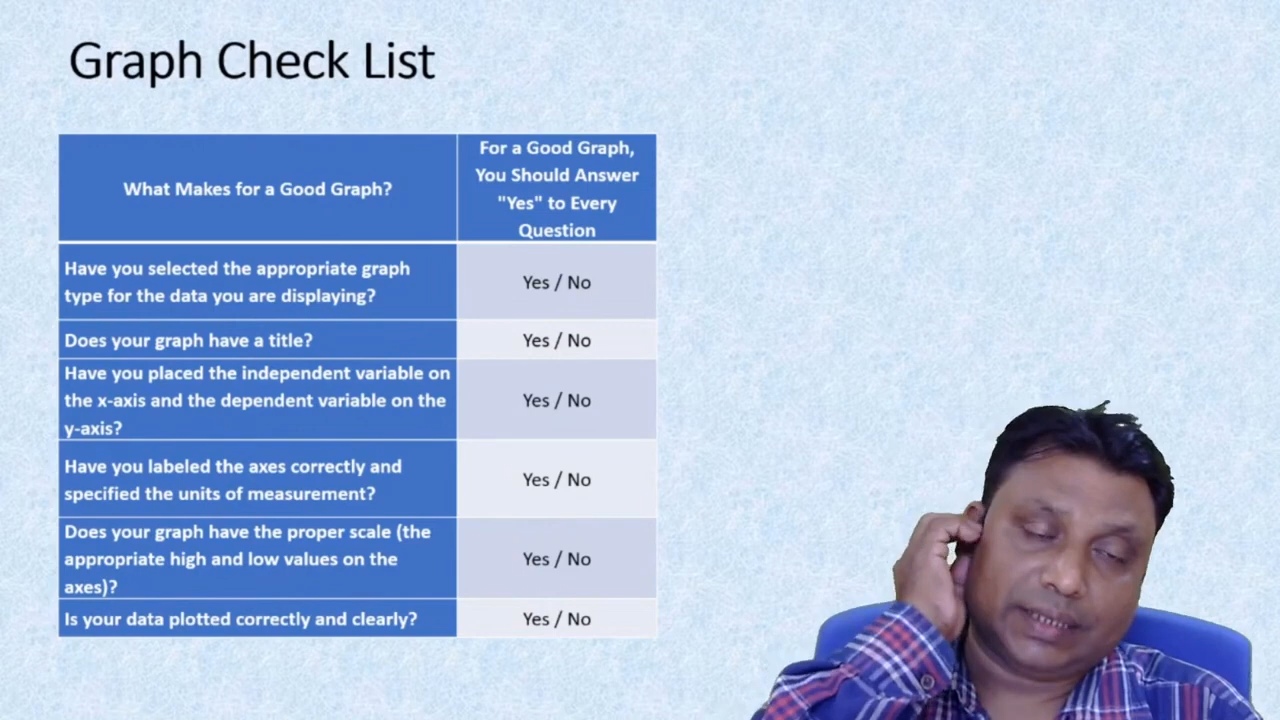 Graph Check List
What Makes for a Good Graph?
For a Good Graph,
You Should Answer
"Yes" to Every
Question
Have you selected the appropriate graph
type for the data you are displaying?
Yes / No
Does your graph have a title?
Yes / No
Have you placed the independent variable on
the x-axis and the dependent variable on the
y-axis?
Yes / No
Have you labeled the axes correctly and
specified the units of measurement?
Yes / No
Does your graph have the proper scale (the
appropriate high and low values on the
axes)?
Yes / No
Is your data plotted correctly and clearly?
Yes / No